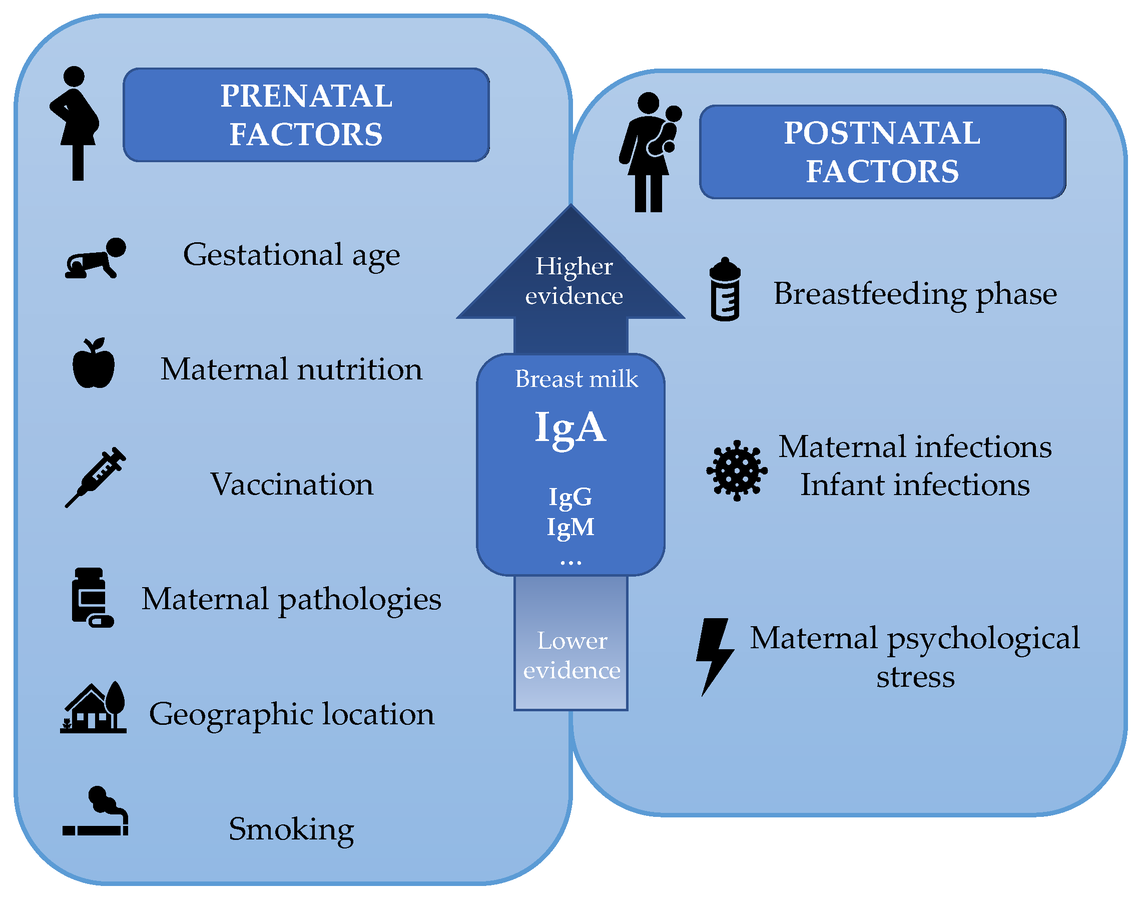 PRENATAL
FACTORS
Gestational age
Maternal nutrition
Vaccination
Maternal pathologies
Geographic location
Smoking
Higher
evidence
Breast milk
IgA
IgG
IgM
...
Lower
evidence
POSTNATAL
FACTORS
Breastfeeding phase
Maternal infections
Infant infections
Maternal psychological
stress